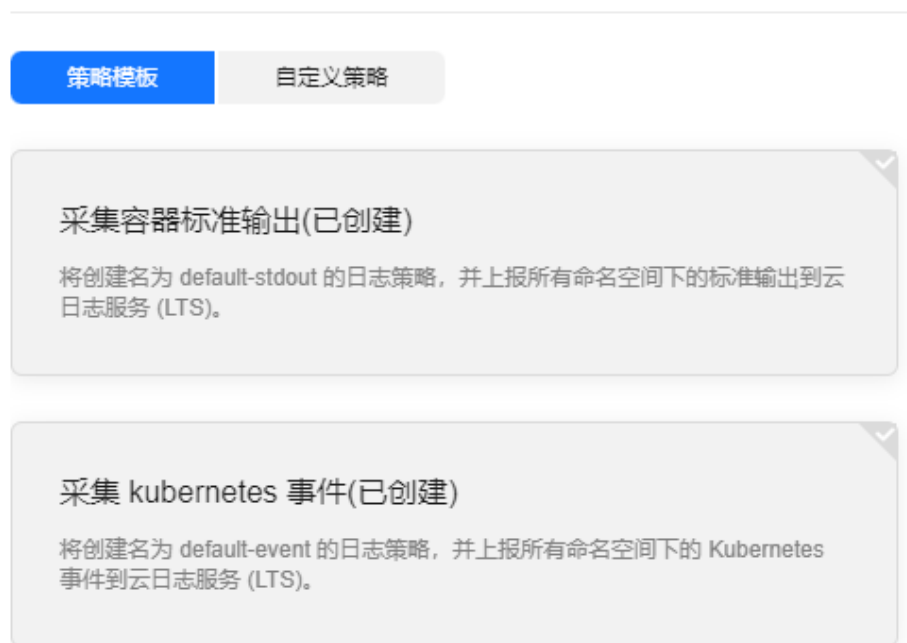 策略模板 自定义策略
采集容器标准输出(已创建)
将创建名为 default-stdout 的日志策略，并上报所有命名空间下的标准输出到云
日志服务 (LTS)。
采集 kubernetes 事件(已创建)
将创建名为 default-event 的日志策略，并上报所有命名空间下的 Kubernetes
事件到云日志服务 (LTS)。